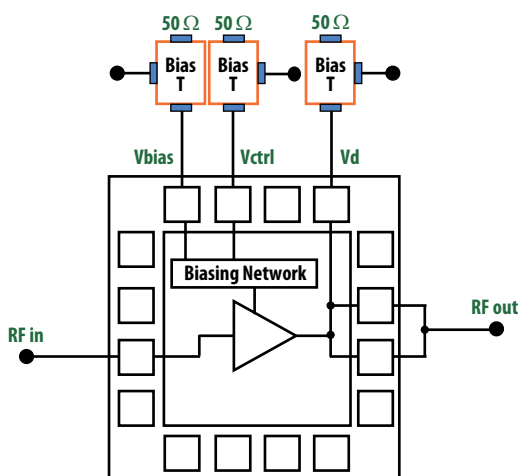 50 Ω 50 Ω 50 Ω
Bias T Bias T Bias T
Vbias Vctrl Vd
Biasing Network
RF in
RF out